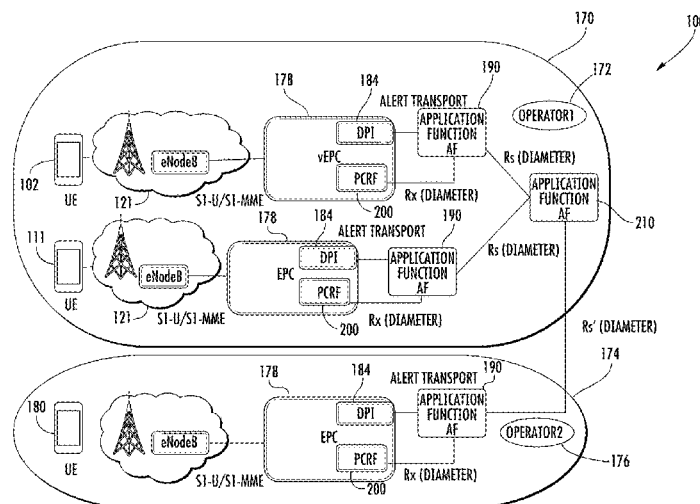 10
170
172
OPERATOR1
178
184
ALERT TRANSPORT
190
APPLICATION
FUNCTION
AF
DPI
vEPC
PCRF
200
Rx (DIAMETER)
Rs (DIAMETER)
APPLICATION
FUNCTION
AF
210
102
UE
eNodeB
121
S1-U/S1-MME
178
184
ALERT TRANSPORT
190
APPLICATION
FUNCTION
AF
Rs (DIAMETER)
DPI
EPC
PCRF
200
Rx (DIAMETER)
111
UE
eNodeB
121
S1-U/S1-MME
Rs' (DIAMETER)
174
178
184
ALERT TRANSPORT
190
APPLICATION
FUNCTION
AF
DPI
EPC
PCRF
200
Rx (DIAMETER)
180
UE
eNodeB
S1-U/S1-MME
OPERATOR2
176